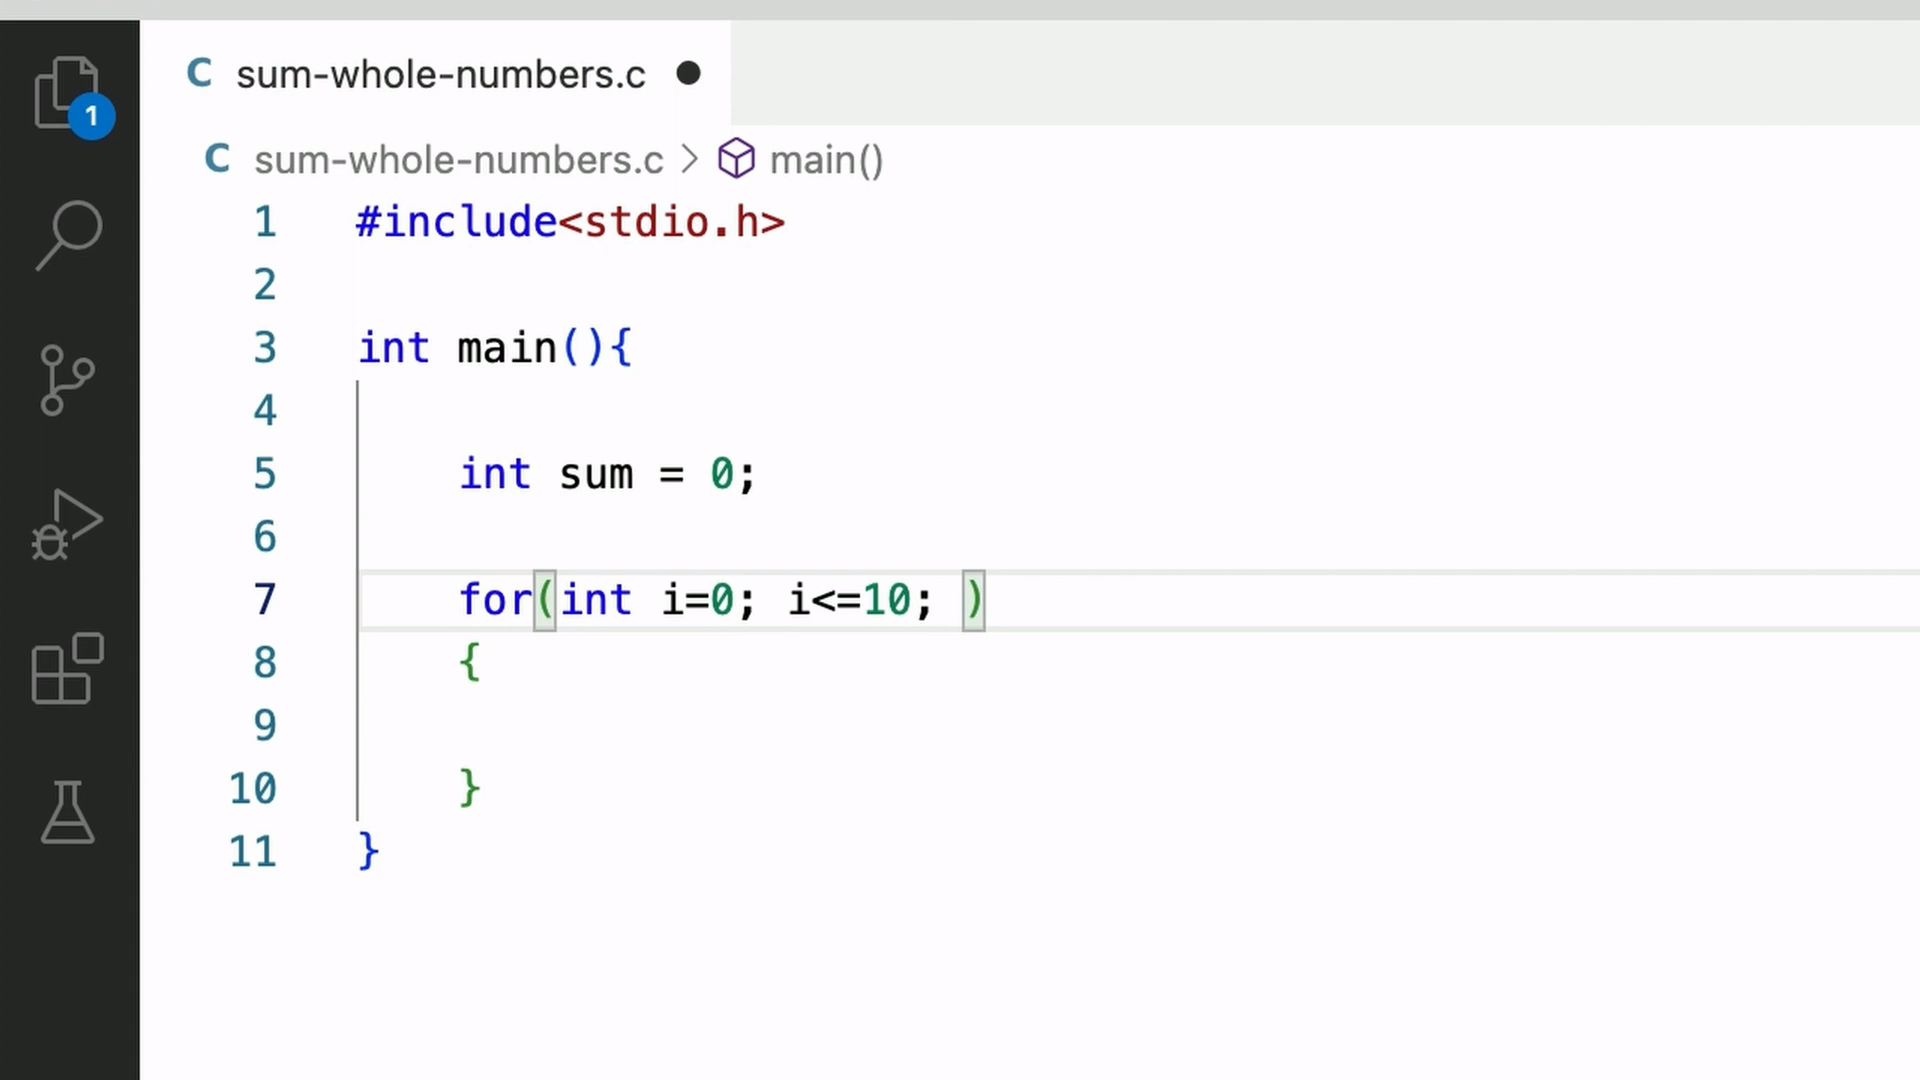 C sum-whole-numbers.c
1
C sum-whole-numbers.c > main()
1 #include<stdio.h>
2
3 int main(){
4
5 int sum = 0;
6
7 for(int i=0; i<=10; )
8 {
9
10 }
11 }